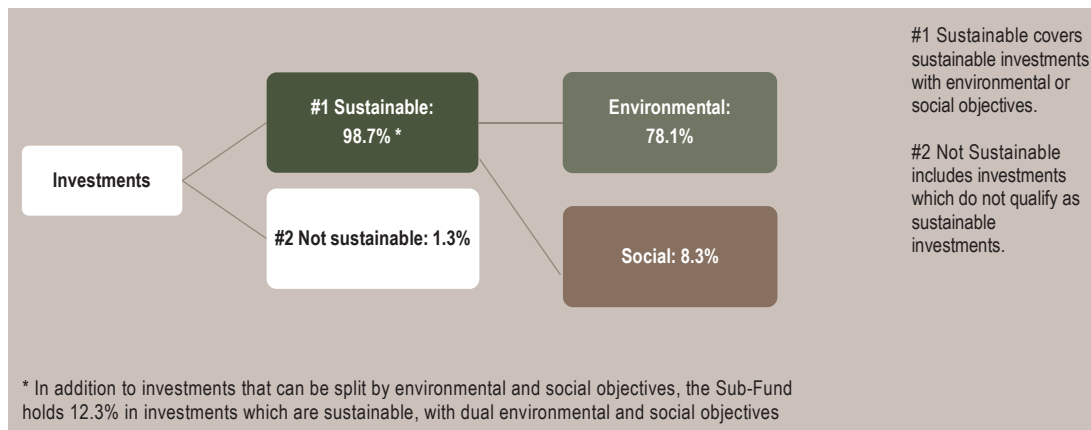 Investments
#1 Sustainable:
98.7% *
#2 Not sustainable: 1.3%
Environmental:
78.1%
Social: 8.3%
#1 Sustainable covers
sustainable investments
with environmental or
social objectives.
#2 Not Sustainable
includes investments
which do not qualify as
sustainable
investments.
* In addition to investments that can be split by environmental and social objectives, the Sub-Fund
holds 12.3% in investments which are sustainable, with dual environmental and social objectives